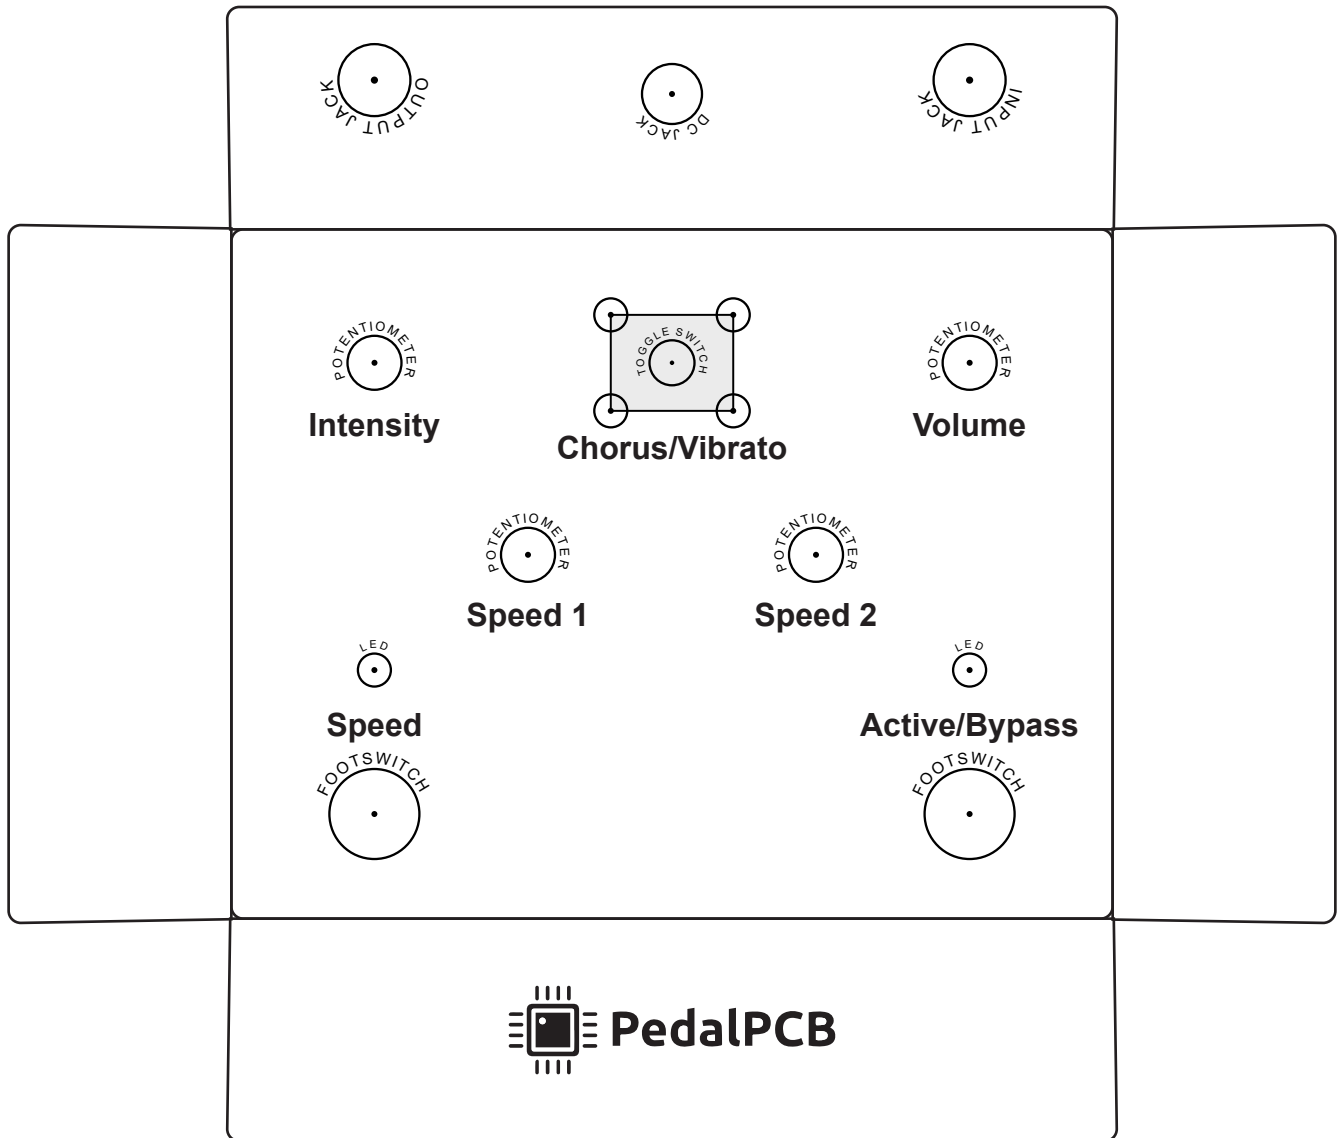 OUTPUT JACK
DC JACK
INPUT JACK
POTENTIOMETER
Intensity
TOGGLE SWITCH
Chorus/Vibrato
POTENTIOMETER
Volume
POTENTIOMETER
Speed 1
POTENTIOMETER
Speed 2
LED
Speed
FOOTSWITCH
LED
Active/Bypass
FOOTSWITCH
PedalPCB